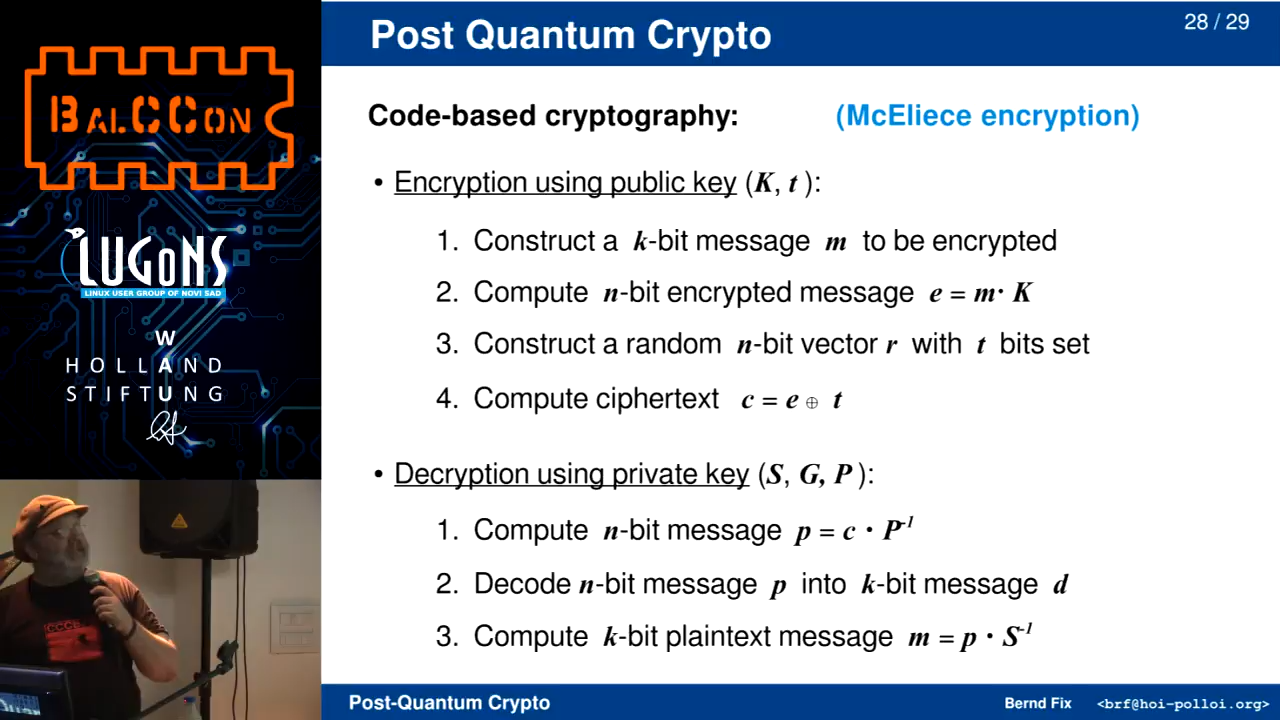 Post Quantum Crypto
28 / 29
BALCCON
LUGoNS
LINUX USER GROUP OF NOVI SAD
W
HOLLAND
STIFTUNG
Code-based cryptography: (McEliece encryption)
• Encryption using public key (K, t ):
1. Construct a k-bit message m to be encrypted
2. Compute n-bit encrypted message e = m· K
3. Construct a random n-bit vector r with t bits set
4. Compute ciphertext c = e ⊕ t
• Decryption using private key (S, G, P ):
1. Compute n-bit message p = c · P⁻¹
2. Decode n-bit message p into k-bit message d
3. Compute k-bit plaintext message m = p · S⁻¹
CCCP
Post-Quantum Crypto
Bernd Fix <brf@hoi-polloi.org>